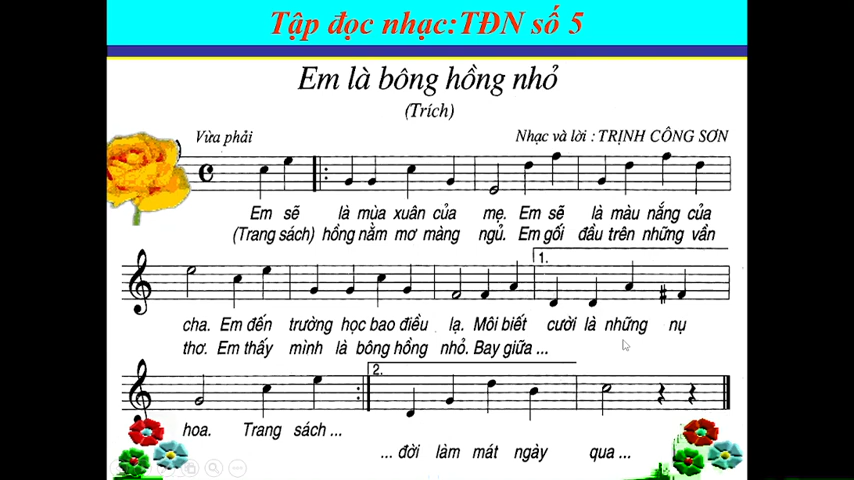 Tập đọc nhạc:TĐN số 5
Em là bông hồng nhỏ
(Trích)
Vừa phải
Nhạc và lời : TRỊNH CÔNG SƠN
Em sẽ là mùa xuân của mẹ. Em sẽ là màu nắng của
(Trang sách) hồng nằm mơ màng ngủ. Em gối đầu trên những vần
1.
cha. Em đến trường học bao điều lạ. Môi biết cười là những nụ
thơ. Em thấy mình là bông hồng nhỏ. Bay giữa ...
2.
hoa. Trang sách ...
... đời làm mát ngày qua ...